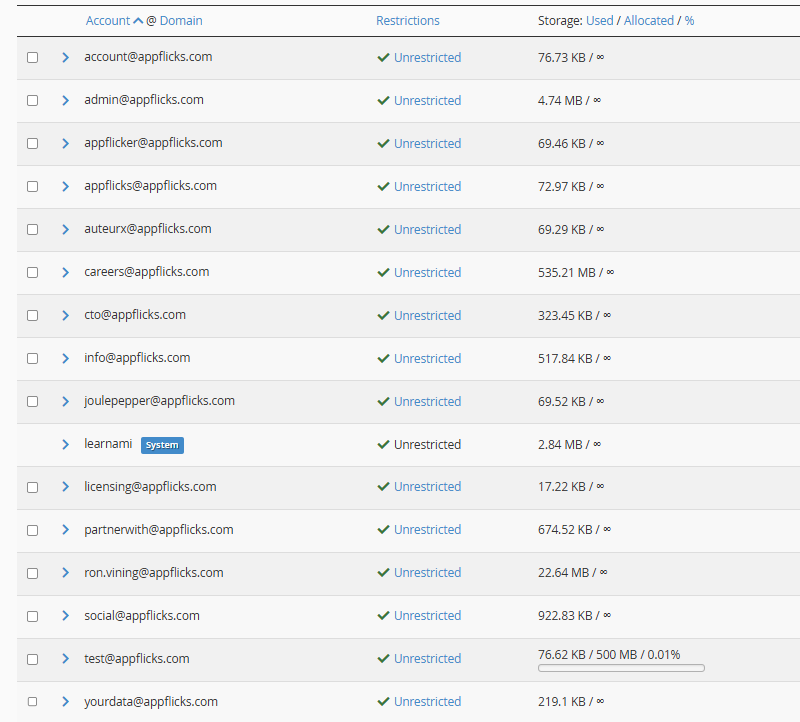 Account @ Domain Restrictions Storage: Used / Allocated / %
account@appflicks.com Unrestricted 76.73 KB / ∞
admin@appflicks.com Unrestricted 4.74 MB / ∞
appflicker@appflicks.com Unrestricted 69.46 KB / ∞
appflicks@appflicks.com Unrestricted 72.97 KB / ∞
auteurx@appflicks.com Unrestricted 69.29 KB / ∞
careers@appflicks.com Unrestricted 535.21 MB / ∞
cto@appflicks.com Unrestricted 323.45 KB / ∞
info@appflicks.com Unrestricted 517.84 KB / ∞
joulepepper@appflicks.com Unrestricted 69.52 KB / ∞
learnami System Unrestricted 2.84 MB / ∞
licensing@appflicks.com Unrestricted 17.22 KB / ∞
partnerwith@appflicks.com Unrestricted 674.52 KB / ∞
ron.vining@appflicks.com Unrestricted 22.64 MB / ∞
social@appflicks.com Unrestricted 922.83 KB / ∞
test@appflicks.com Unrestricted 76.62 KB / 500 MB / 0.01%
yourdata@appflicks.com Unrestricted 219.1 KB / ∞